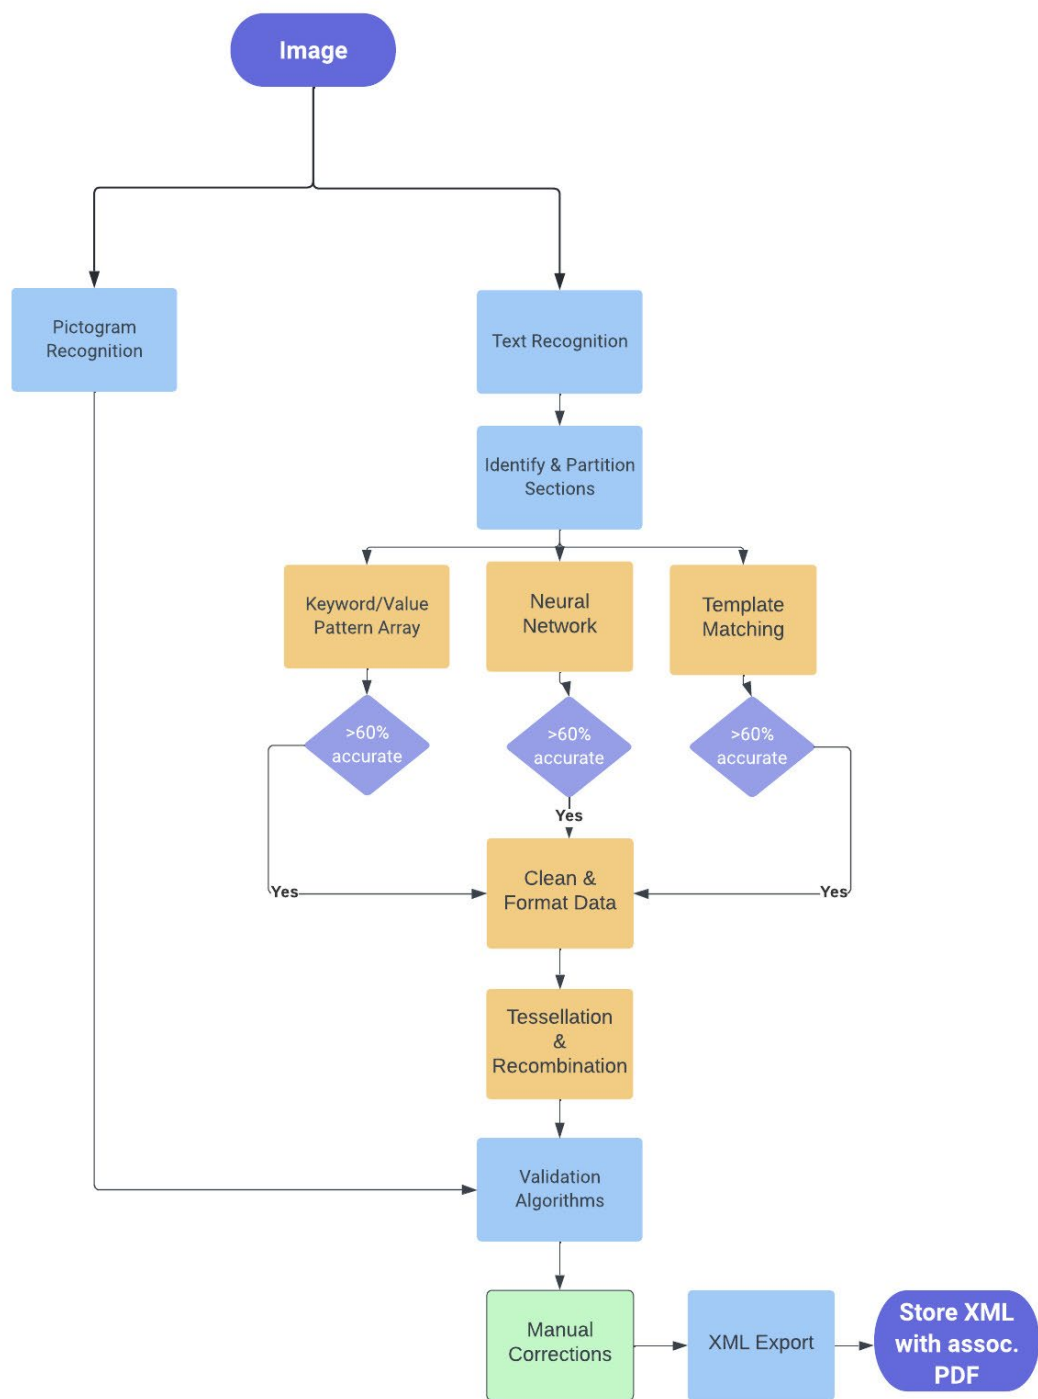 Image
Pictogram
Recognition
Text Recognition
Identify & Partition
Sections
Keyword/Value
Pattern Array
Neural
Network
Template
Matching
>60%
accurate
>60%
accurate
>60%
accurate
Yes
Yes
Yes
Clean &
Format Data
Tessellation
&
Recombination
Validation
Algorithms
Manual
Corrections
XML Export
Store XML
with assoc.
PDF